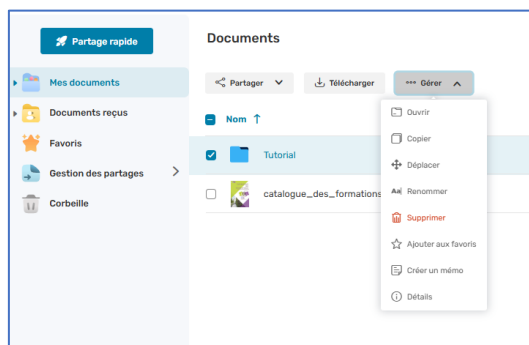 Partage rapide
Mes documents
Documents reçus
Favoris
Gestion des partages
Corbeille
Documents
Partager
Télécharger
Gérer
Nom
Tutorial
catalogue_des_formations
Ouvrir
Copier
Déplacer
Aa Renommer
Supprimer
Ajouter aux favoris
Créer un mémo
Détails